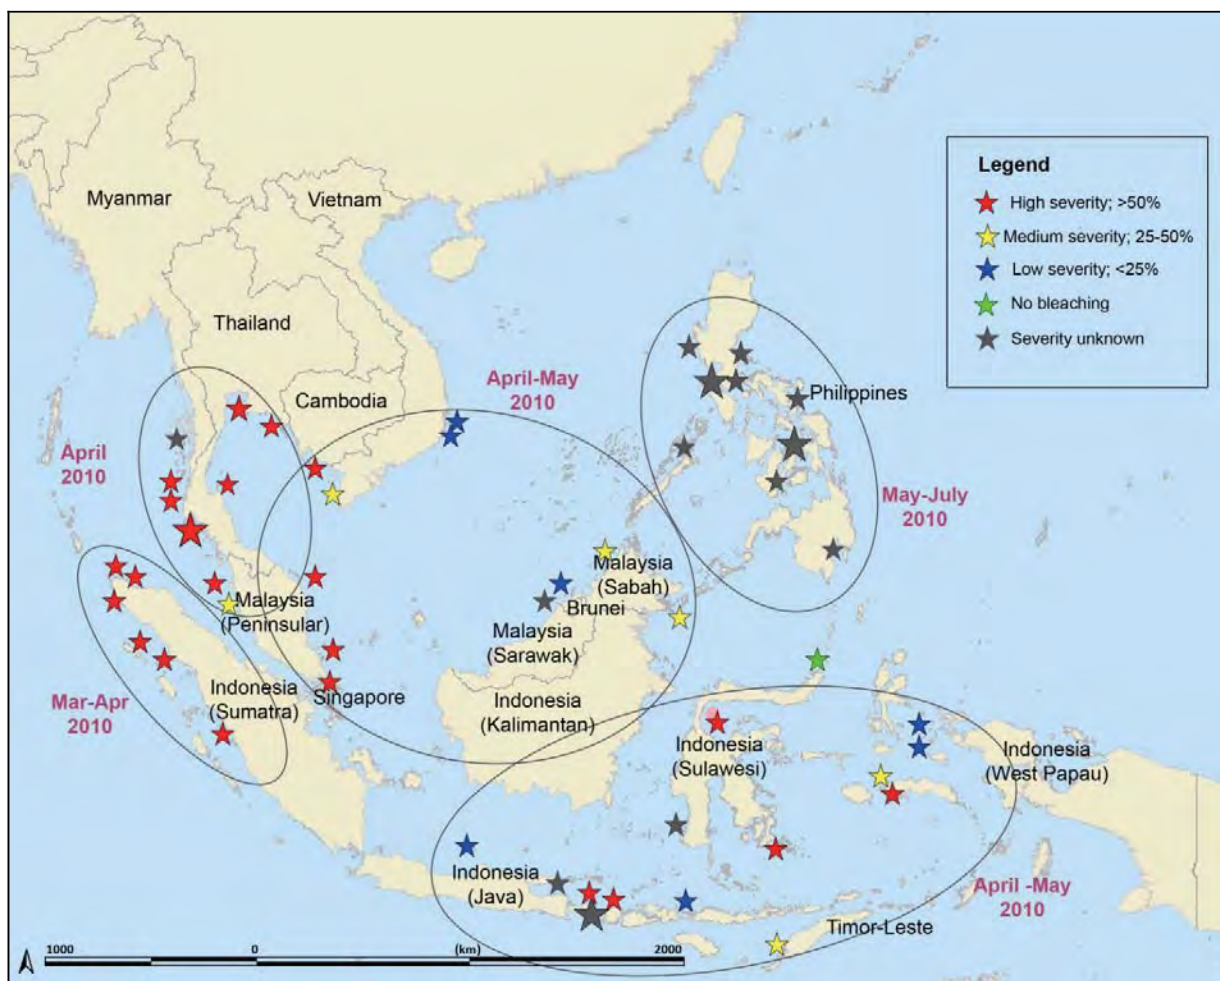 Legend
High severity; >50%
Medium severity; 25-50%
Low severity; <25%
No bleaching
Severity unknown
Myanmar
Vietnam
Thailand
Cambodia
April-May
2010
Philippines
April
2010
May-July
2010
Malaysia
(Sabah)
Malaysia
(Peninsular)
Brunei
Malaysia
(Sarawak)
Mar-Apr
2010
Indonesia
(Sumatra)
Singapore
Indonesia
(Kalimantan)
Indonesia
(Sulawesi)
Indonesia
(West Papau)
Indonesia
(Java)
April -May
2010
Timor-Leste
1000 0 (km) 2000